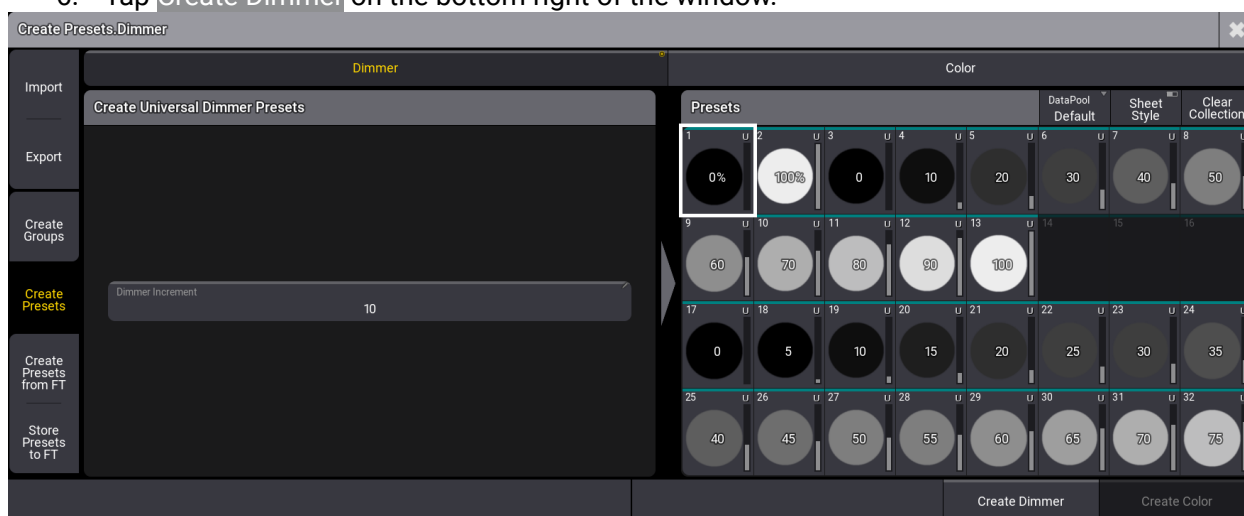 Tap Create Dimmer on the bottom right of the window.
Create Presets.Dimmer
Import
Export
Create
Groups
Create
Presets
Create
Presets
from FT
Store
Presets
to FT
Dimmer
Color
Create Universal Dimmer Presets
Dimmer Increment
10
Presets
DataPool
Default
Sheet
Style
Clear
Collection
1 U 2 U 3 U 4 U 5 U 6 U 7 U 8
0% 100% 0 10 20 30 40 50
9 U 10 U 11 U 12 U 13 U 14 15 16
60 70 80 90 100
17 U 18 U 19 U 20 U 21 U 22 U 23 U 24
0 5 10 15 20 25 30 35
25 U 26 U 27 U 28 U 29 U 30 U 31 U 32
40 45 50 55 60 65 70 75
Create Dimmer
Create Color